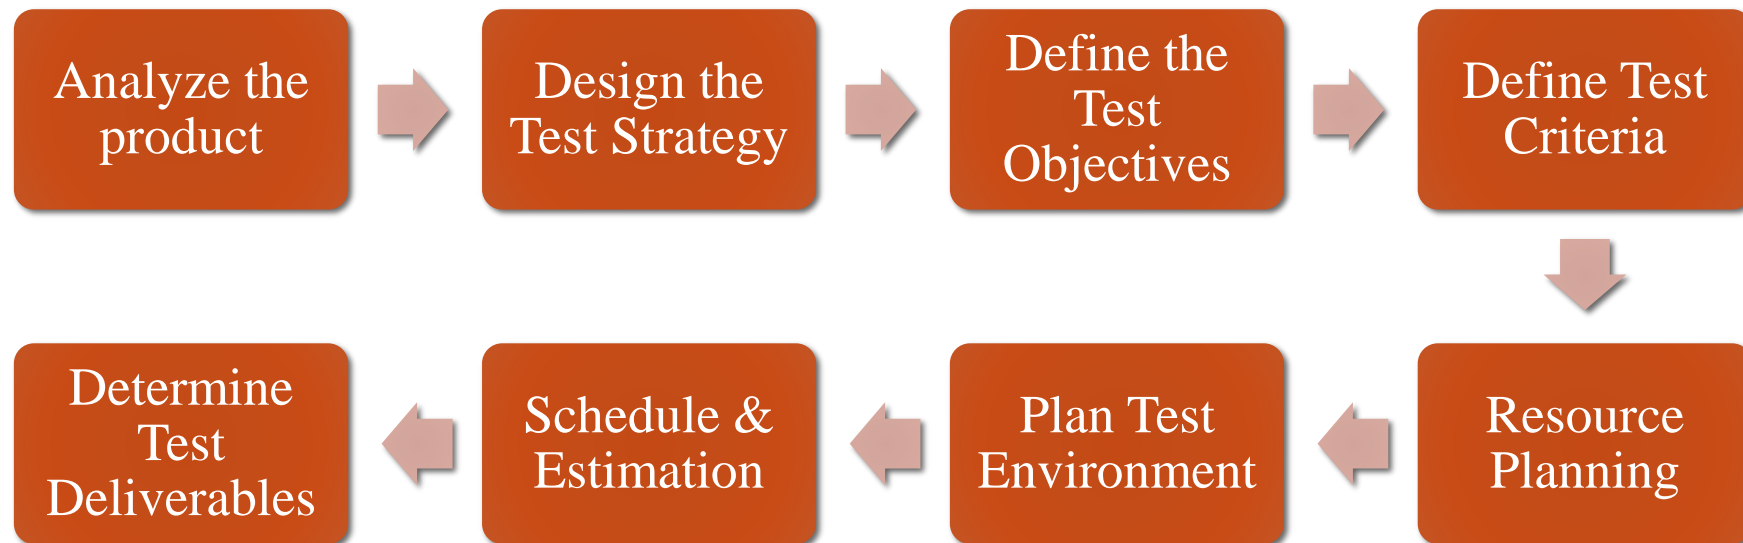 Analyze the
product
Design the
Test Strategy
Define the
Test
Objectives
Define Test
Criteria
Resource
Planning
Plan Test
Environment
Schedule &
Estimation
Determine
Test
Deliverables